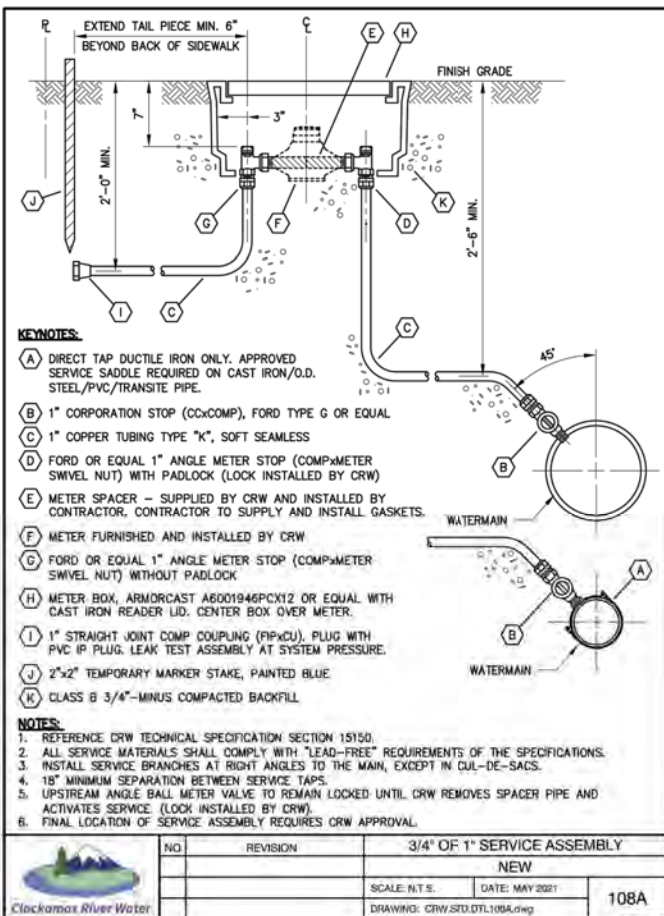 PL
EXTEND TAIL PIECE MIN. 6"
BEYOND BACK OF SIDEWALK
CL
E
H
FINISH GRADE
7"
3"
2'-0" MIN.
J
K
G
F
D
2'-6" MIN.
I
C
C
45°
B
WATERMAIN
A
B
WATERMAIN
KEYNOTES:
A DIRECT TAP DUCTILE IRON ONLY. APPROVED
SERVICE SADDLE REQUIRED ON CAST IRON/O.D.
STEEL/PVC/TRANSITE PIPE.
B 1" CORPORATION STOP (CCxCOMP), FORD TYPE G OR EQUAL
C 1" COPPER TUBING TYPE "K", SOFT SEAMLESS
D FORD OR EQUAL 1" ANGLE METER STOP (COMPxMETER
SWIVEL NUT) WITH PADLOCK (LOCK INSTALLED BY CRW)
E METER SPACER – SUPPLIED BY CRW AND INSTALLED BY
CONTRACTOR. CONTRACTOR TO SUPPLY AND INSTALL GASKETS.
F METER FURNISHED AND INSTALLED BY CRW
G FORD OR EQUAL 1" ANGLE METER STOP (COMPxMETER
SWIVEL NUT) WITHOUT PADLOCK
H METER BOX, ARMORCAST A6001946PCX12 OR EQUAL WITH
CAST IRON READER LID. CENTER BOX OVER METER.
I 1" STRAIGHT JOINT COMP COUPLING (FIPxCU). PLUG WITH
PVC IP PLUG. LEAK TEST ASSEMBLY AT SYSTEM PRESSURE.
J 2"x2" TEMPORARY MARKER STAKE, PAINTED BLUE
K CLASS B 3/4"-MINUS COMPACTED BACKFILL
NOTES:
1. REFERENCE CRW TECHNICAL SPECIFICATION SECTION 15150.
2. ALL SERVICE MATERIALS SHALL COMPLY WITH "LEAD-FREE" REQUIREMENTS OF THE SPECIFICATIONS.
3. INSTALL SERVICE BRANCHES AT RIGHT ANGLES TO THE MAIN, EXCEPT IN CUL-DE-SACS.
4. 18" MINIMUM SEPARATION BETWEEN SERVICE TAPS.
5. UPSTREAM ANGLE BALL METER VALVE TO REMAIN LOCKED UNTIL CRW REMOVES SPACER PIPE AND
ACTIVATES SERVICE. (LOCK INSTALLED BY CRW).
6. FINAL LOCATION OF SERVICE ASSEMBLY REQUIRES CRW APPROVAL.
Clackamas River Water
NO. REVISION
3/4" OF 1" SERVICE ASSEMBLY
NEW
SCALE: N.T.S. DATE: MAY 2021
DRAWING: CRW.STD.DTL108A.dwg
108A